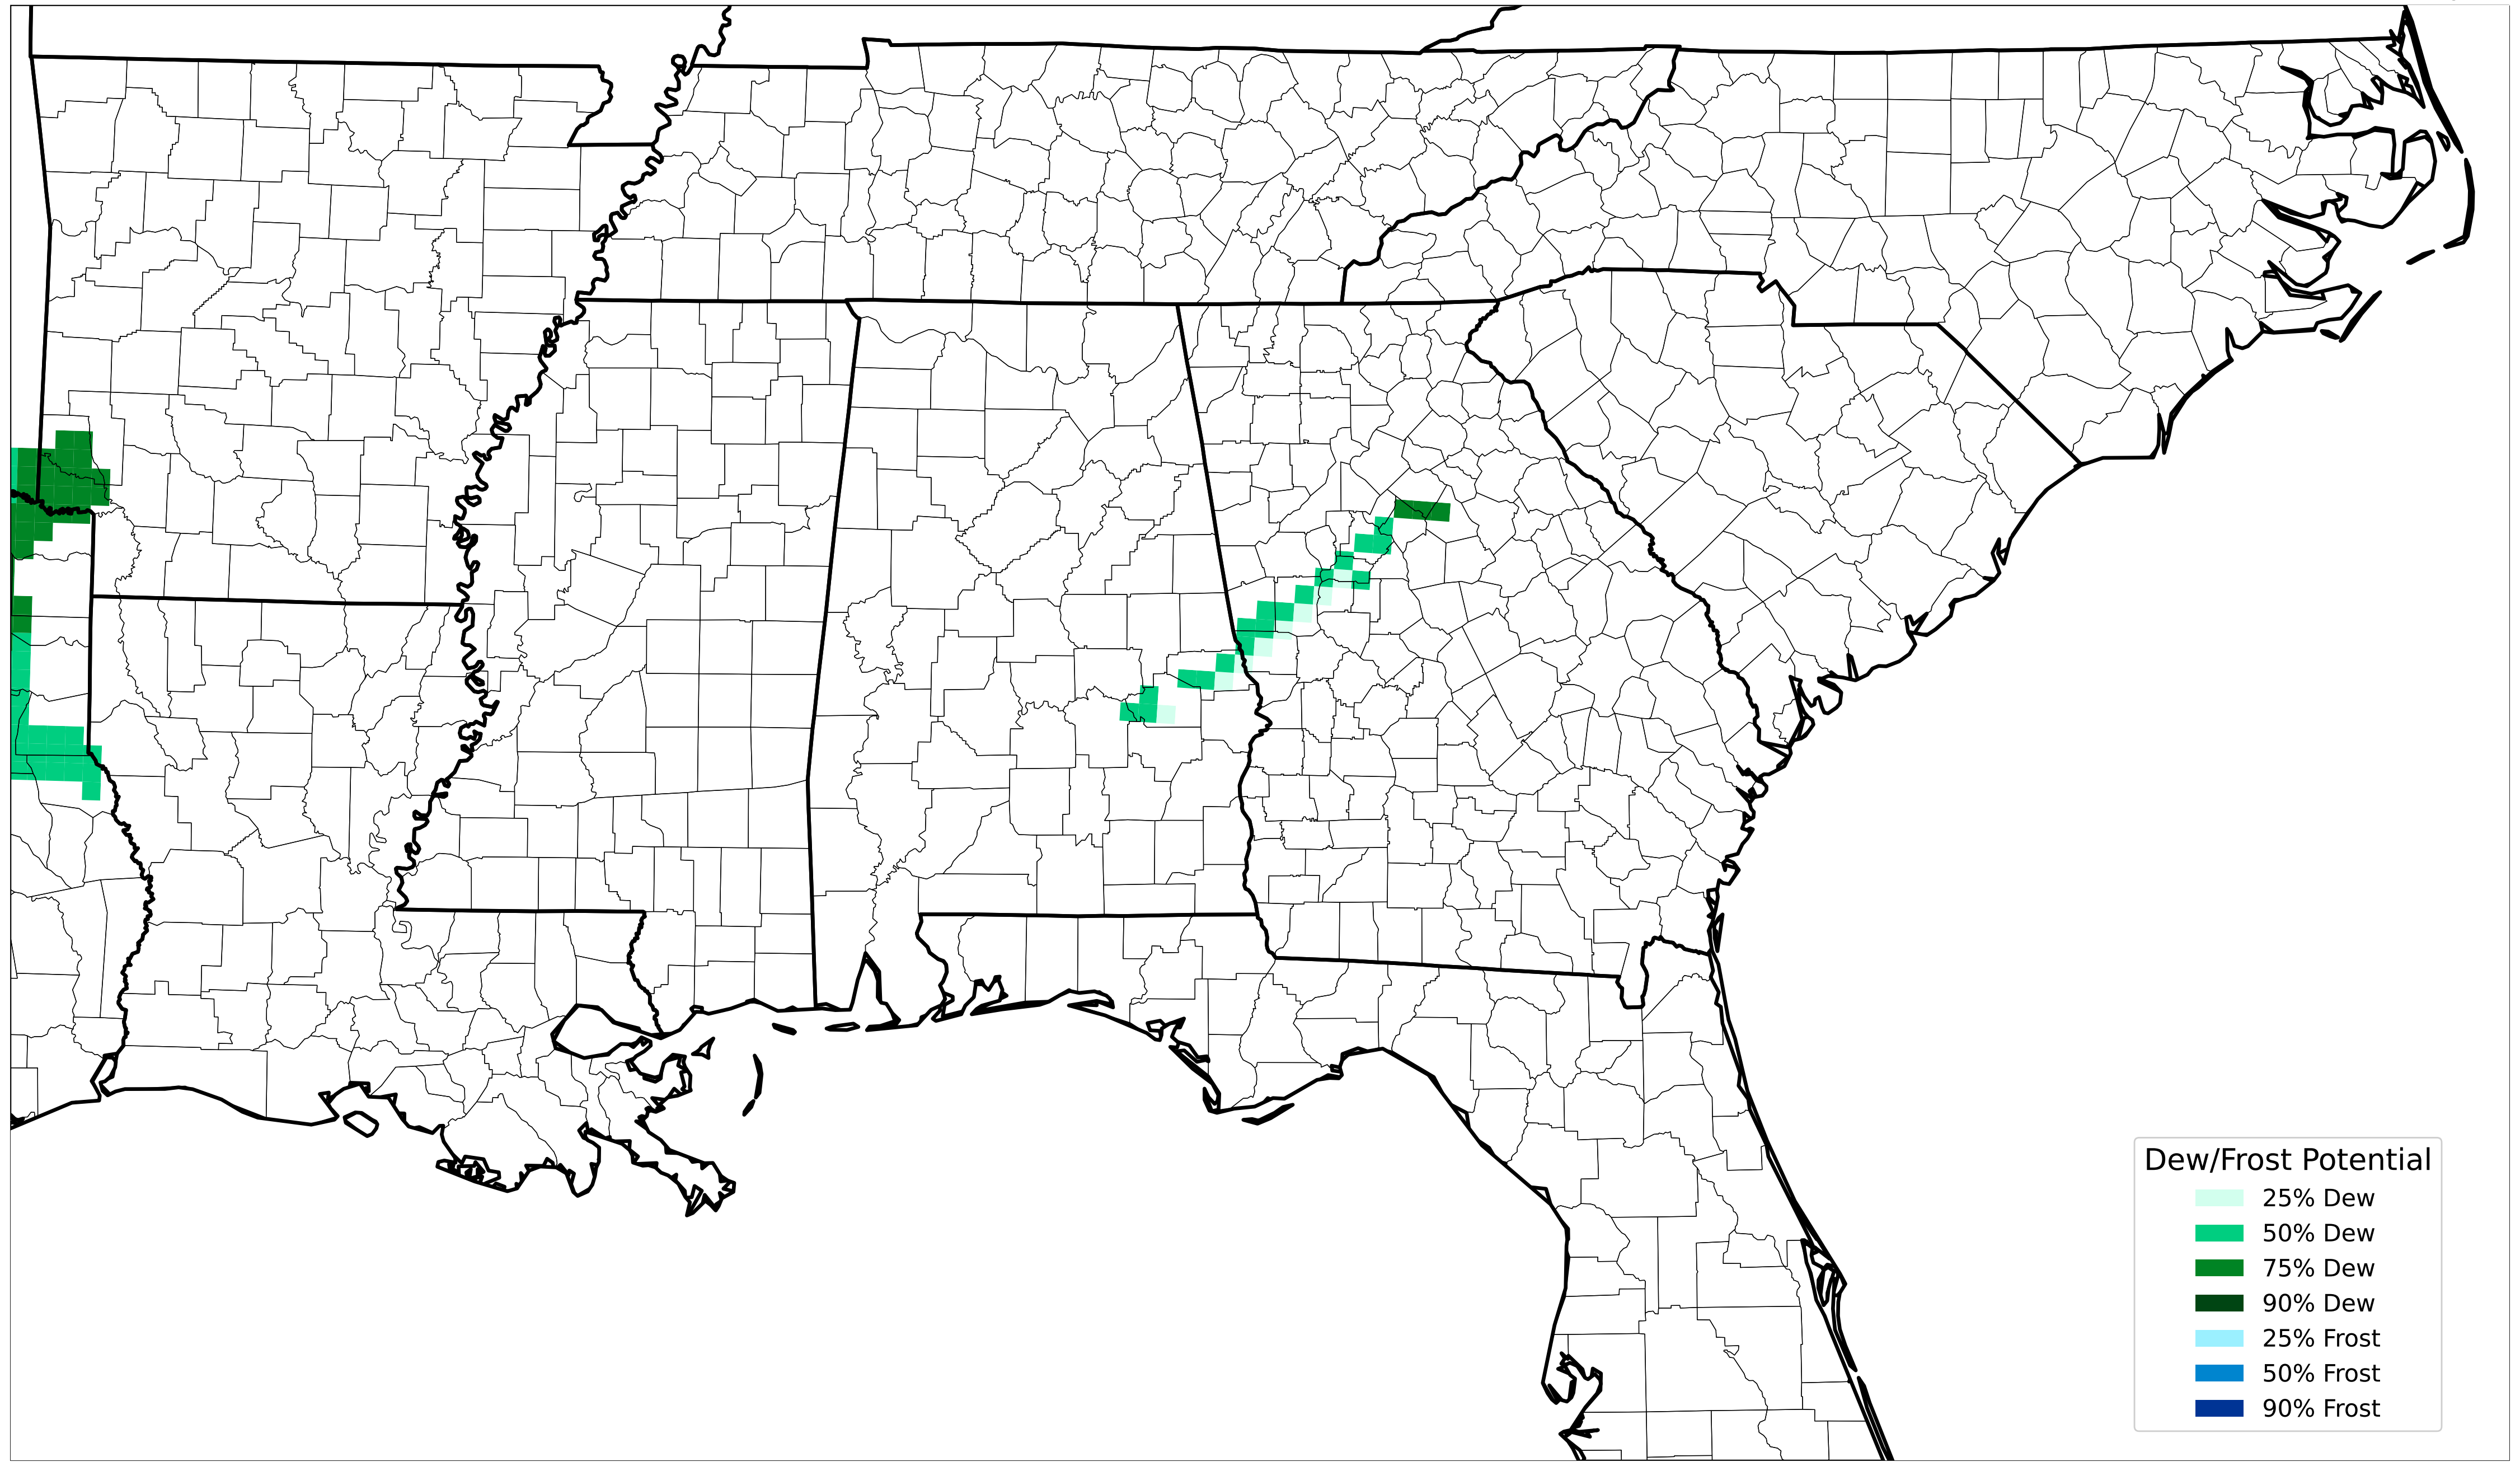 Dew/Frost Potential
25% Dew
50% Dew
75% Dew
90% Dew
25% Frost
50% Frost
90% Frost